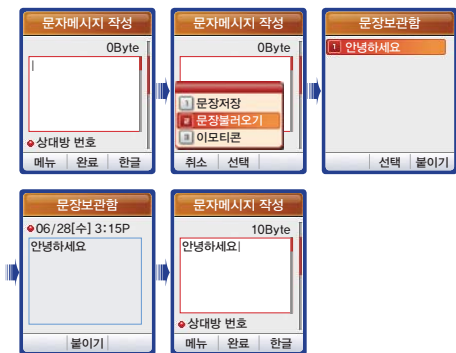 문자메시지 작성
0Byte
상대방 번호
메뉴 완료 한글
문자메시지 작성
0Byte
1 문장저장
2 문장불러오기
3 이모티콘
취소 선택
문장보관함
1 안녕하세요
선택 붙이기
문장보관함
06/28[수] 3:15P
안녕하세요
붙이기
문자메시지 작성
10Byte
안녕하세요
상대방 번호
메뉴 완료 한글